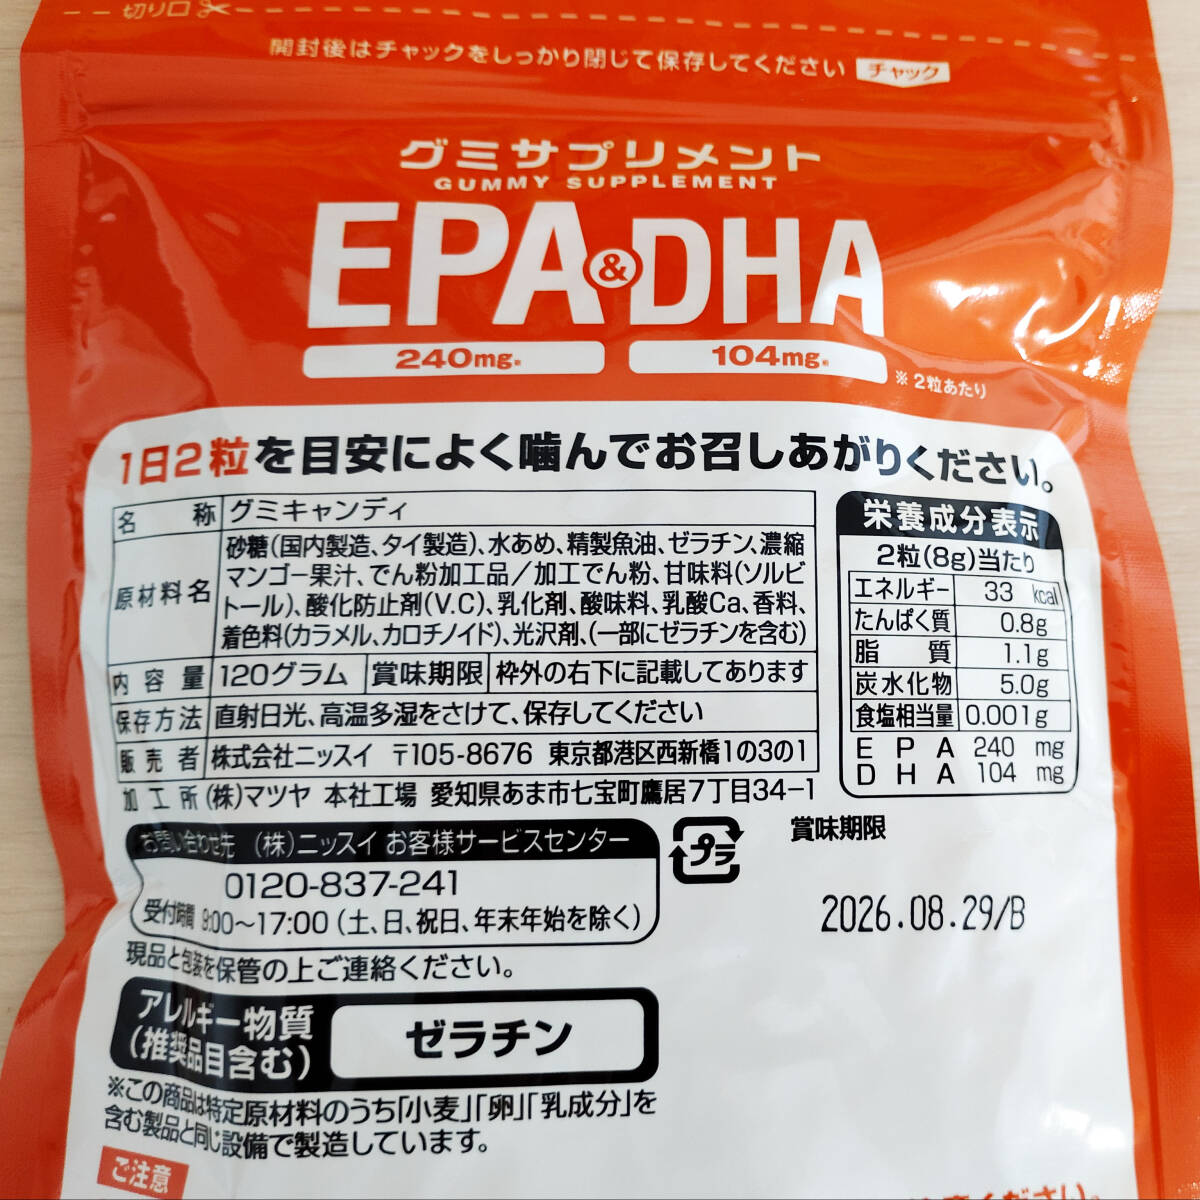 切り口
開封後はチャックをしっかり閉じて保存してください チャック
グミサプリメント
GUMMY SUPPLEMENT
EPA&DHA
240mg※ 104mg※
※2粒あたり
1日2粒を目安によく噛んでお召しあがりください。
名称 グミキャンディ
原材料名 砂糖(国内製造、タイ製造)、水あめ、精製魚油、ゼラチン、濃縮
マンゴー果汁、でん粉加工品/加工でん粉、甘味料(ソルビ
トール)、酸化防止剤(V.C)、乳化剤、酸味料、乳酸Ca、香料、
着色料(カラメル、カロチノイド)、光沢剤、(一部にゼラチンを含む)
内容量 120グラム 賞味期限 枠外の右下に記載してあります
保存方法 直射日光、高温多湿をさけて、保存してください
販売者 株式会社ニッスイ 〒105-8676 東京都港区西新橋1の3の1
加工所 (株)マツヤ 本社工場 愛知県あま市七宝町鷹居7丁目34-1
栄養成分表示
2粒(8g)当たり
エネルギー 33 kcal
たんぱく質 0.8g
脂質 1.1g
炭水化物 5.0g
食塩相当量 0.001g
EPA 240 mg
DHA 104 mg
お問い合わせ先 (株)ニッスイ お客様サービスセンター
0120-837-241
受付時間 9:00〜17:00(土、日、祝日、年末年始を除く)
現品と包装を保管の上ご連絡ください。
プラ
賞味期限
2026.08.29/B
アレルギー物質
(推奨品目含む)
ゼラチン
※この商品は特定原材料のうち「小麦」「卵」「乳成分」を
含む製品と同じ設備で製造しています。
ご注意
ください。